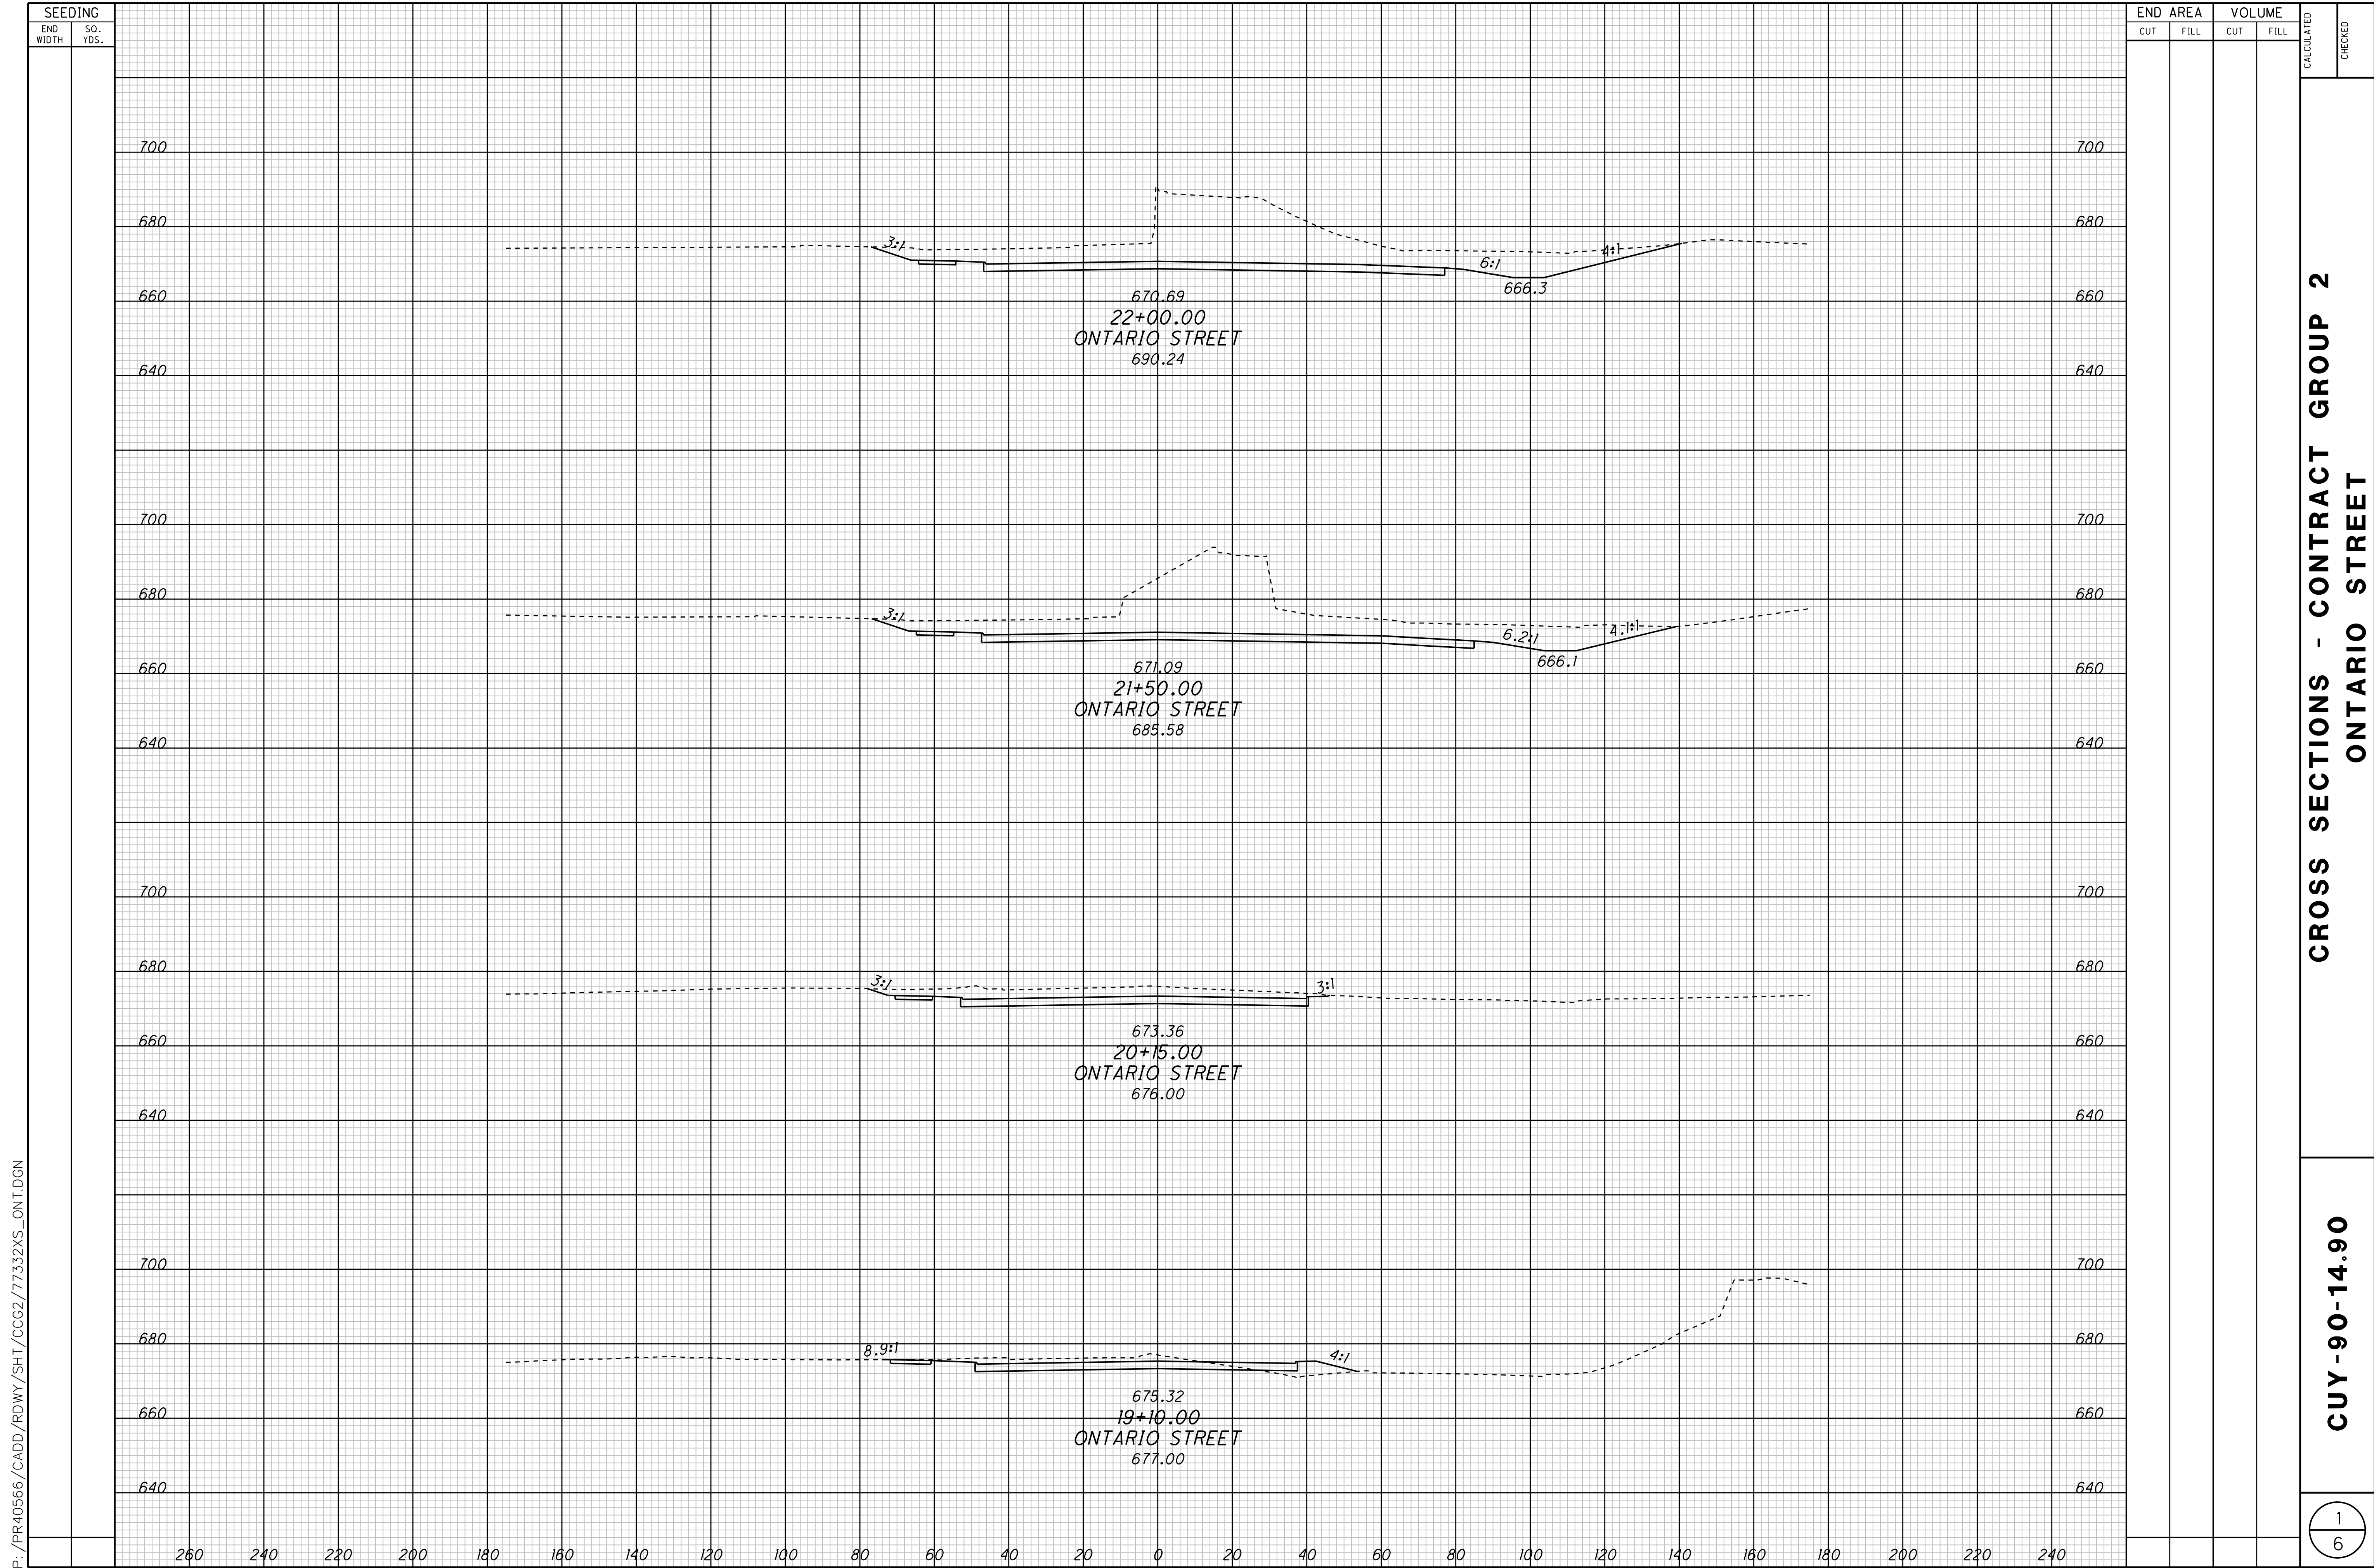 SEEDING
END WIDTH
SQ. YDS.
END AREA
VOLUME
CUT
FILL
CUT
FILL
CALCULATED
CHECKED
700
700
680
680
3:1
6:1
4:1
666.3
660
660
670.69
22+00.00
ONTARIO STREET
690.24
640
640
700
700
680
680
3:1
6.2:1
4.1:1
666.1
660
660
671.09
21+50.00
ONTARIO STREET
685.58
640
640
700
700
680
680
3:1
3:1
660
660
673.36
20+15.00
ONTARIO STREET
676.00
640
640
700
700
680
680
8.9:1
4:1
660
660
675.32
19+10.00
ONTARIO STREET
677.00
640
640
260 240 220 200 180 160 140 120 100 80 60 40 20 0 20 40 60 80 100 120 140 160 180 200 220 240
CROSS SECTIONS - CONTRACT GROUP 2
ONTARIO STREET
CUY-90-14.90
1
6
P:/PR40566/CADD/RDWY/SHT/CCG2/77332XS_ONT.DGN